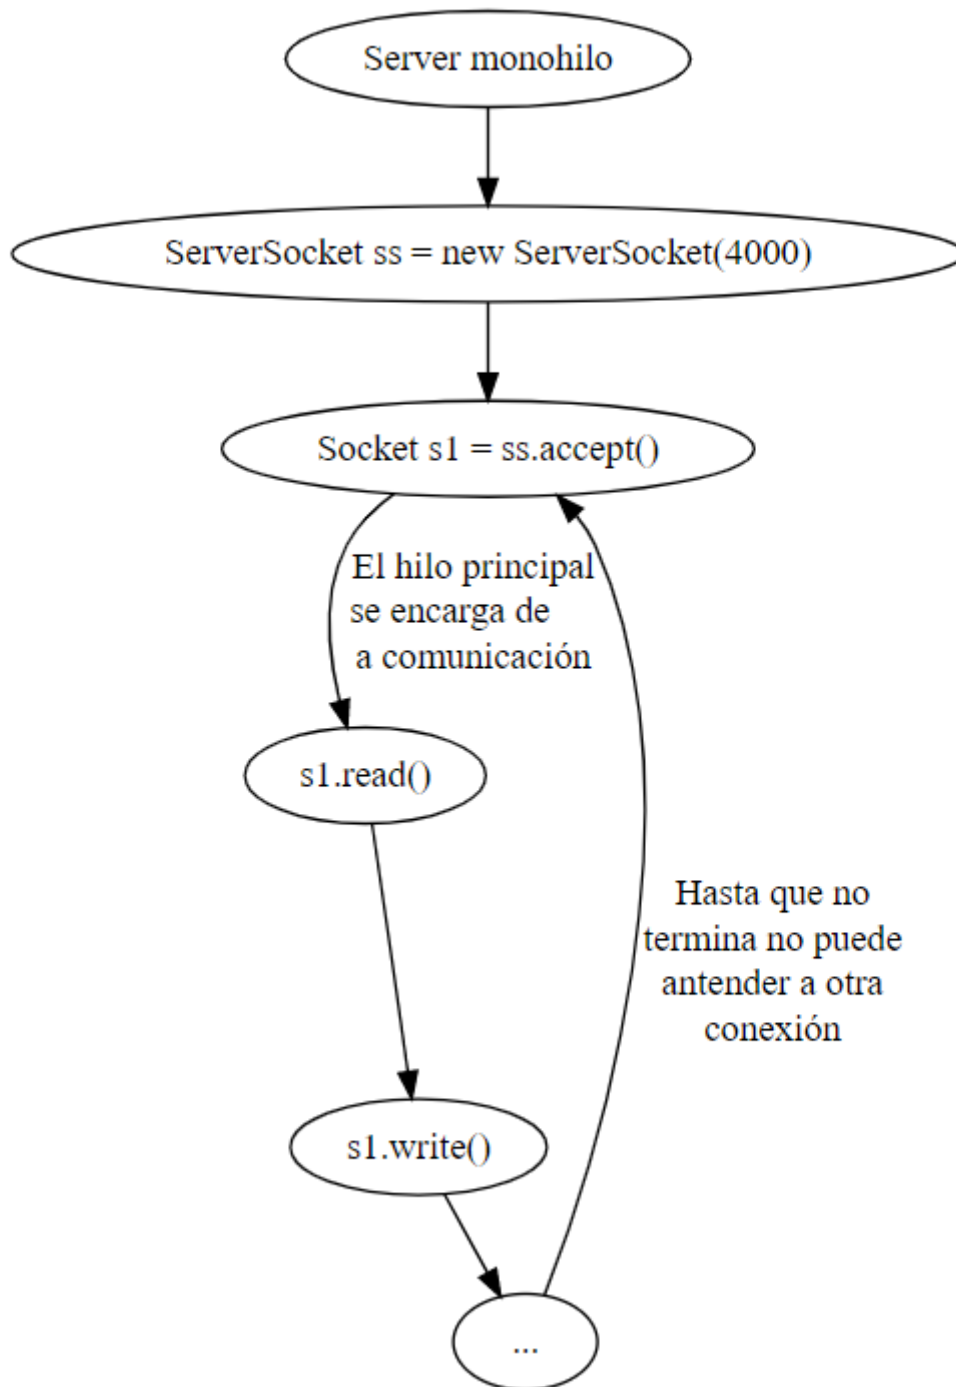 Server monohilo
ServerSocket ss = new ServerSocket(4000)
Socket s1 = ss.accept()
El hilo principal
se encarga de
a comunicación
s1.read()
Hasta que no
termina no puede
antender a otra
conexión
s1.write()
...